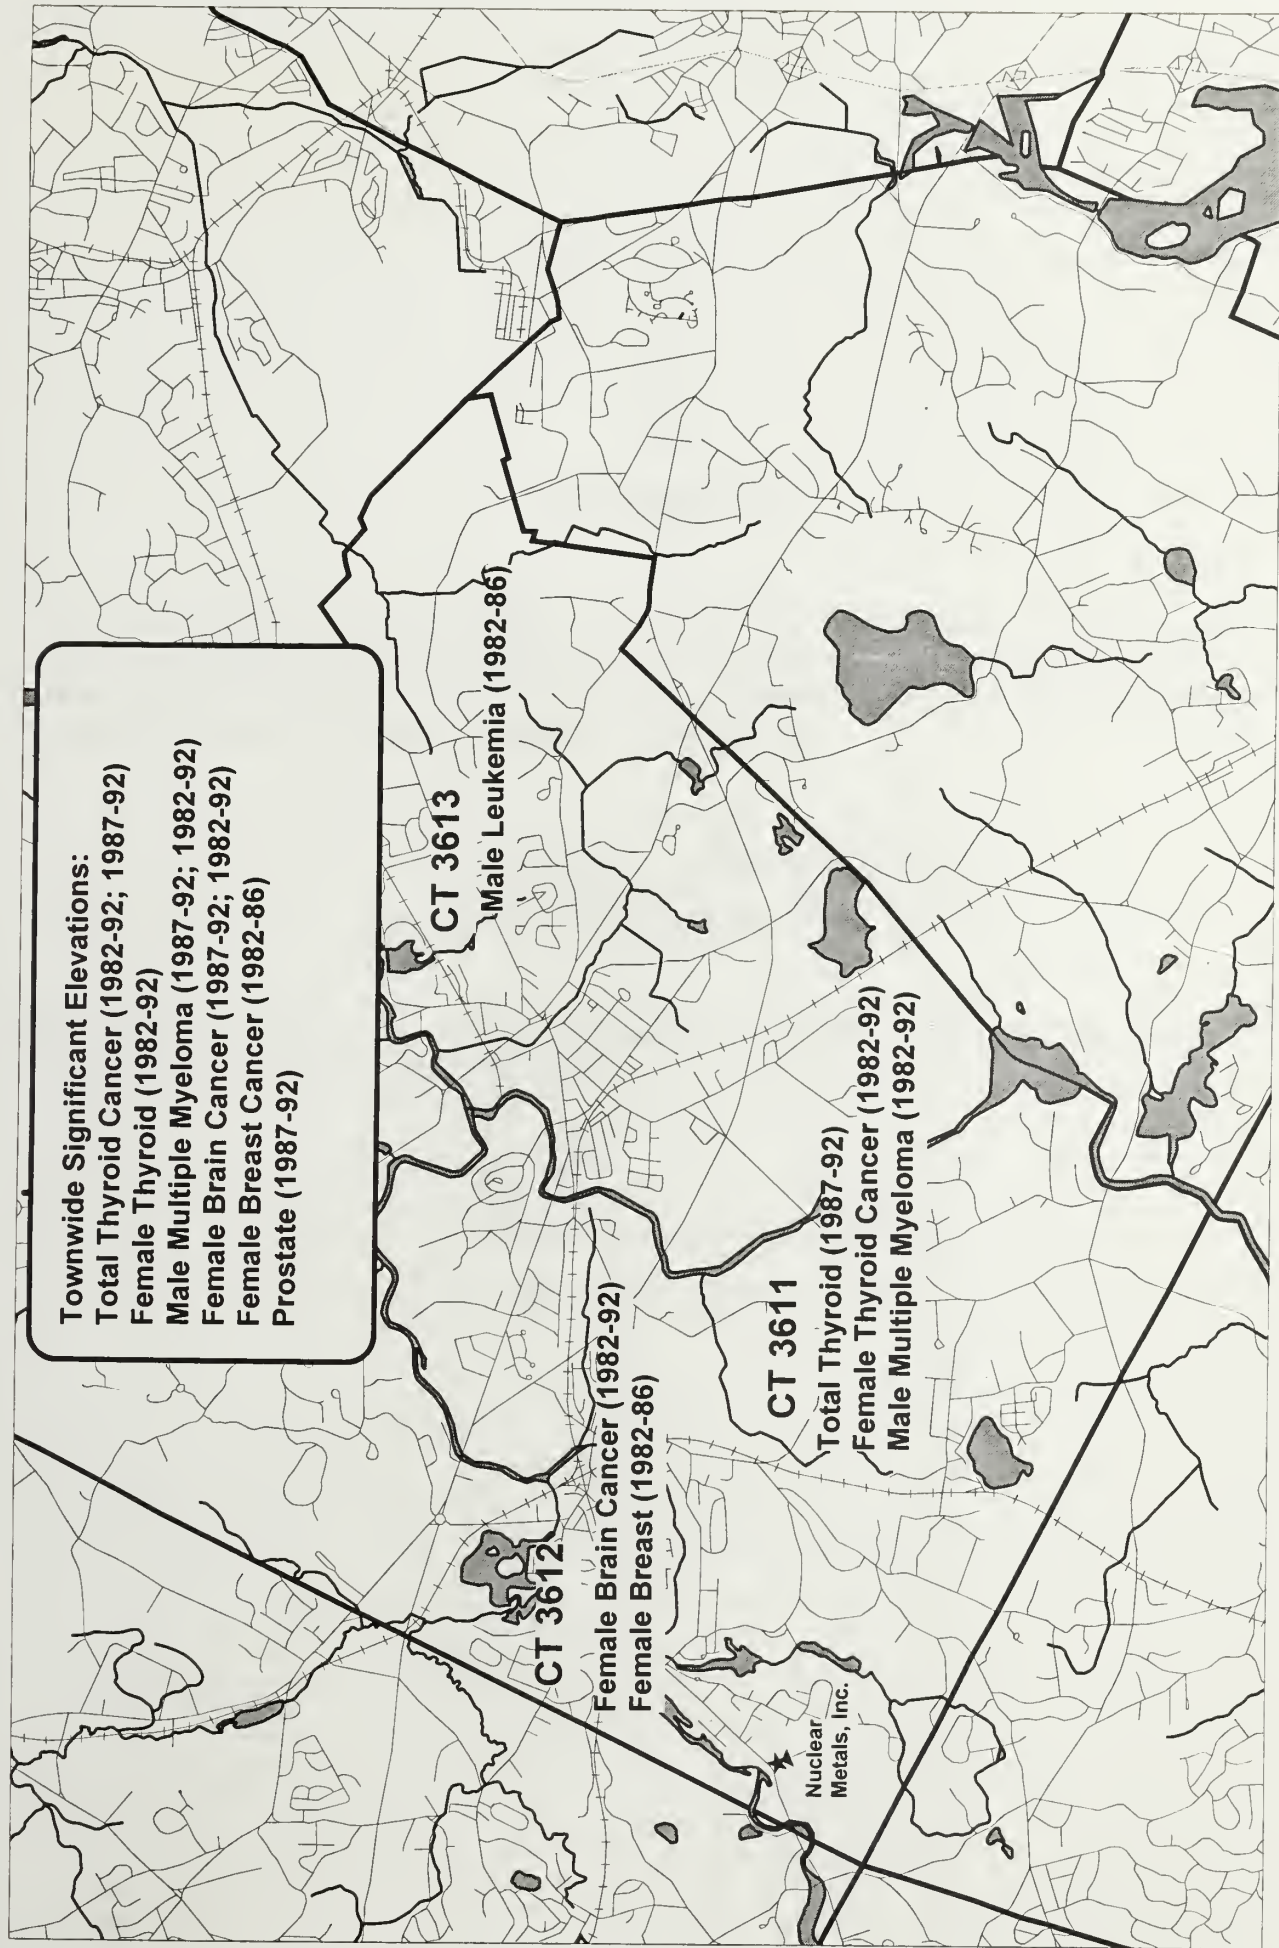 Townwide Significant Elevations:
Total Thyroid Cancer (1982-92; 1987-92)
Female Thyroid (1982-92)
Male Multiple Myeloma (1987-92; 1982-92)
Female Brain Cancer (1987-92; 1982-92)
Female Breast Cancer (1982-86)
Prostate (1987-92)
CT 3613
Male Leukemia (1982-86)
CT 3612
Female Brain Cancer (1982-92)
Female Breast (1982-86)
CT 3611
Total Thyroid (1987-92)
Female Thyroid Cancer (1982-92)
Male Multiple Myeloma (1982-92)
Nuclear
Metals, Inc.